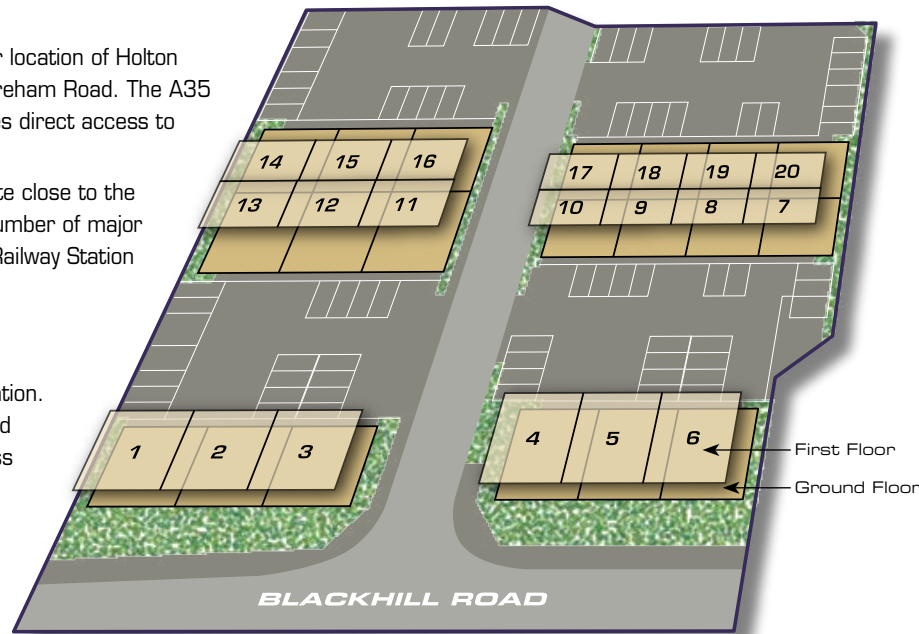 r location of Holton
reham Road. The A35
es direct access to
te close to the
umber of major
Railway Station
ation.
d
ss
14 15 16
13 12 11
17 18 19 20
10 9 8 7
1 2 3
4 5 6
First Floor
Ground Floor
BLACKHILL ROAD